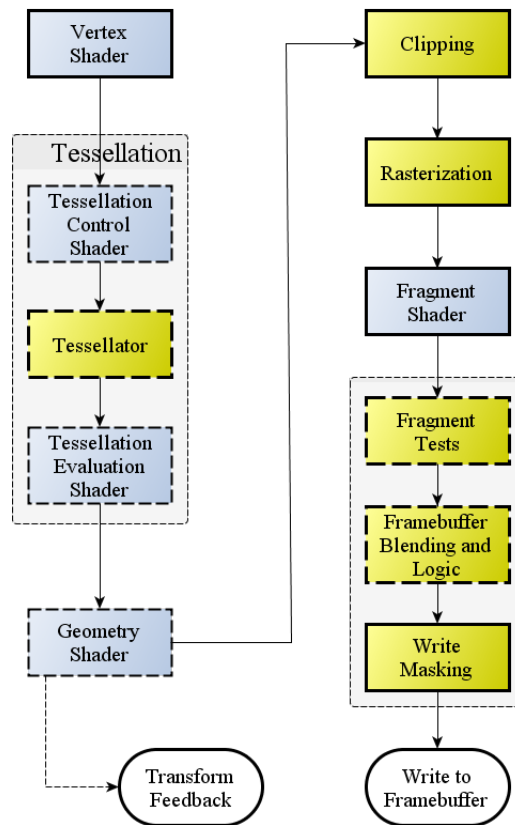 Vertex
Shader
Tessellation
Tessellation
Control
Shader
Tessellator
Tessellation
Evaluation
Shader
Geometry
Shader
Transform
Feedback
Clipping
Rasterization
Fragment
Shader
Fragment
Tests
Framebuffer
Blending and
Logic
Write
Masking
Write to
Framebuffer